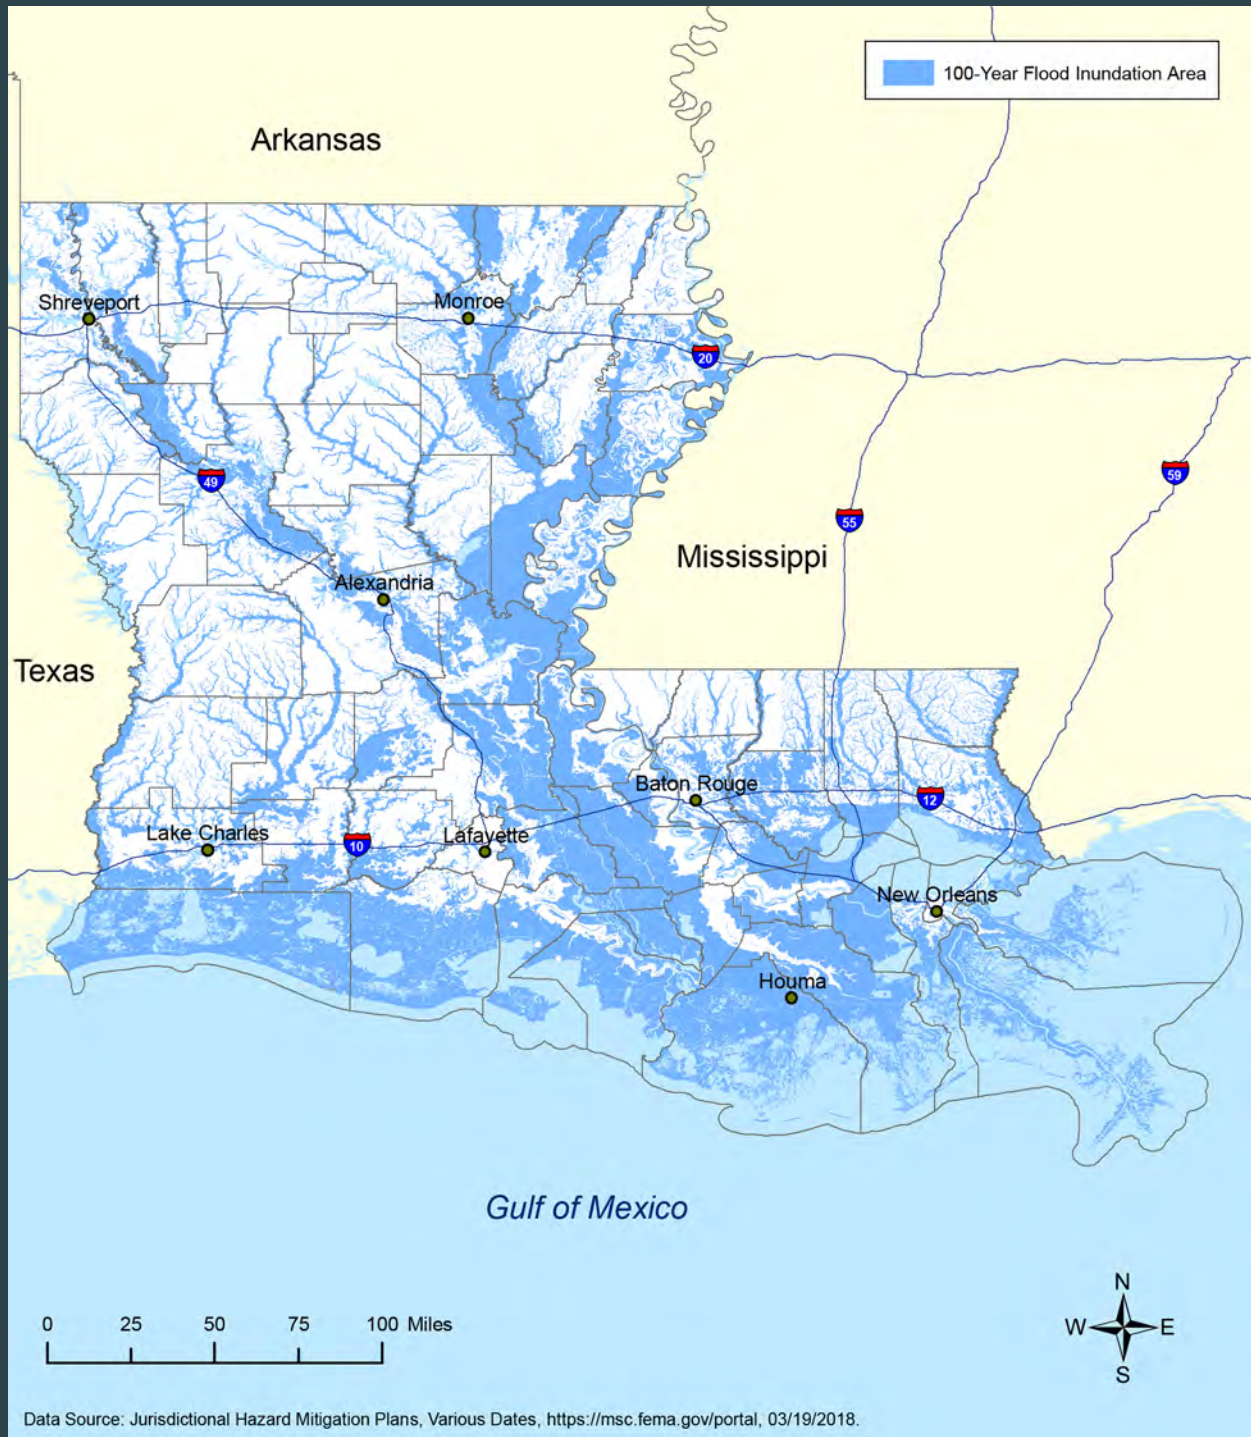 100-Year Flood Inundation Area
Arkansas
Shreveport
Monroe
20
49
59
55
Mississippi
Alexandria
Texas
Baton Rouge
12
Lake Charles
10
Lafayette
New Orleans
Houma
Gulf of Mexico
N
W E
S
0 25 50 75 100 Miles
Data Source: Jurisdictional Hazard Mitigation Plans, Various Dates, https://msc.fema.gov/portal, 03/19/2018.